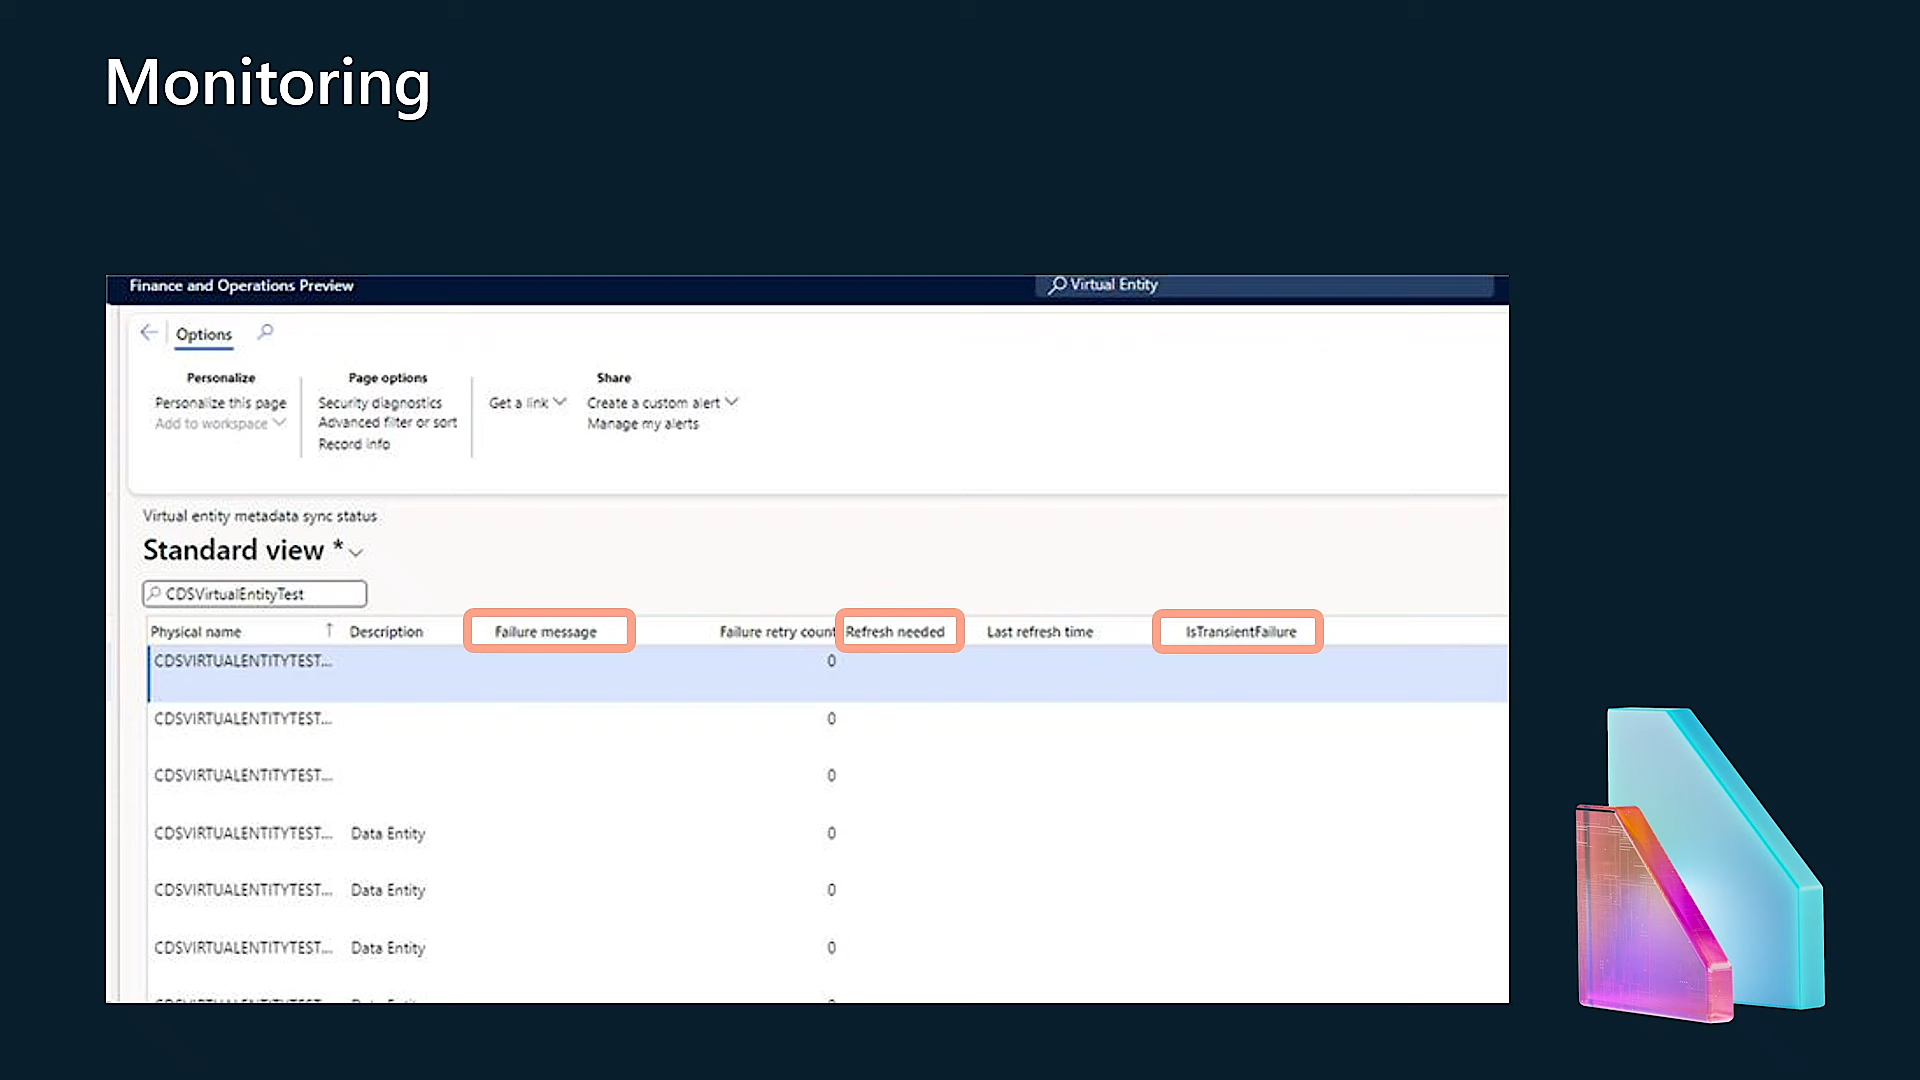 Monitoring
Finance and Operations Preview
Virtual Entity
Options
Personalize
Page options
Share
Personalize this page
Security diagnostics
Get a link
Create a custom alert
Add to workspace
Advanced filter or sort
Manage my alerts
Record info
Virtual entity metadata sync status
Standard view *
CDSVirtualEntityTest
Physical name ↑ Description Failure message Failure retry count Refresh needed Last refresh time IsTransientFailure
CDSVIRTUALENTITYTEST... 0
CDSVIRTUALENTITYTEST... 0
CDSVIRTUALENTITYTEST... 0
CDSVIRTUALENTITYTEST... Data Entity 0
CDSVIRTUALENTITYTEST... Data Entity 0
CDSVIRTUALENTITYTEST... Data Entity 0